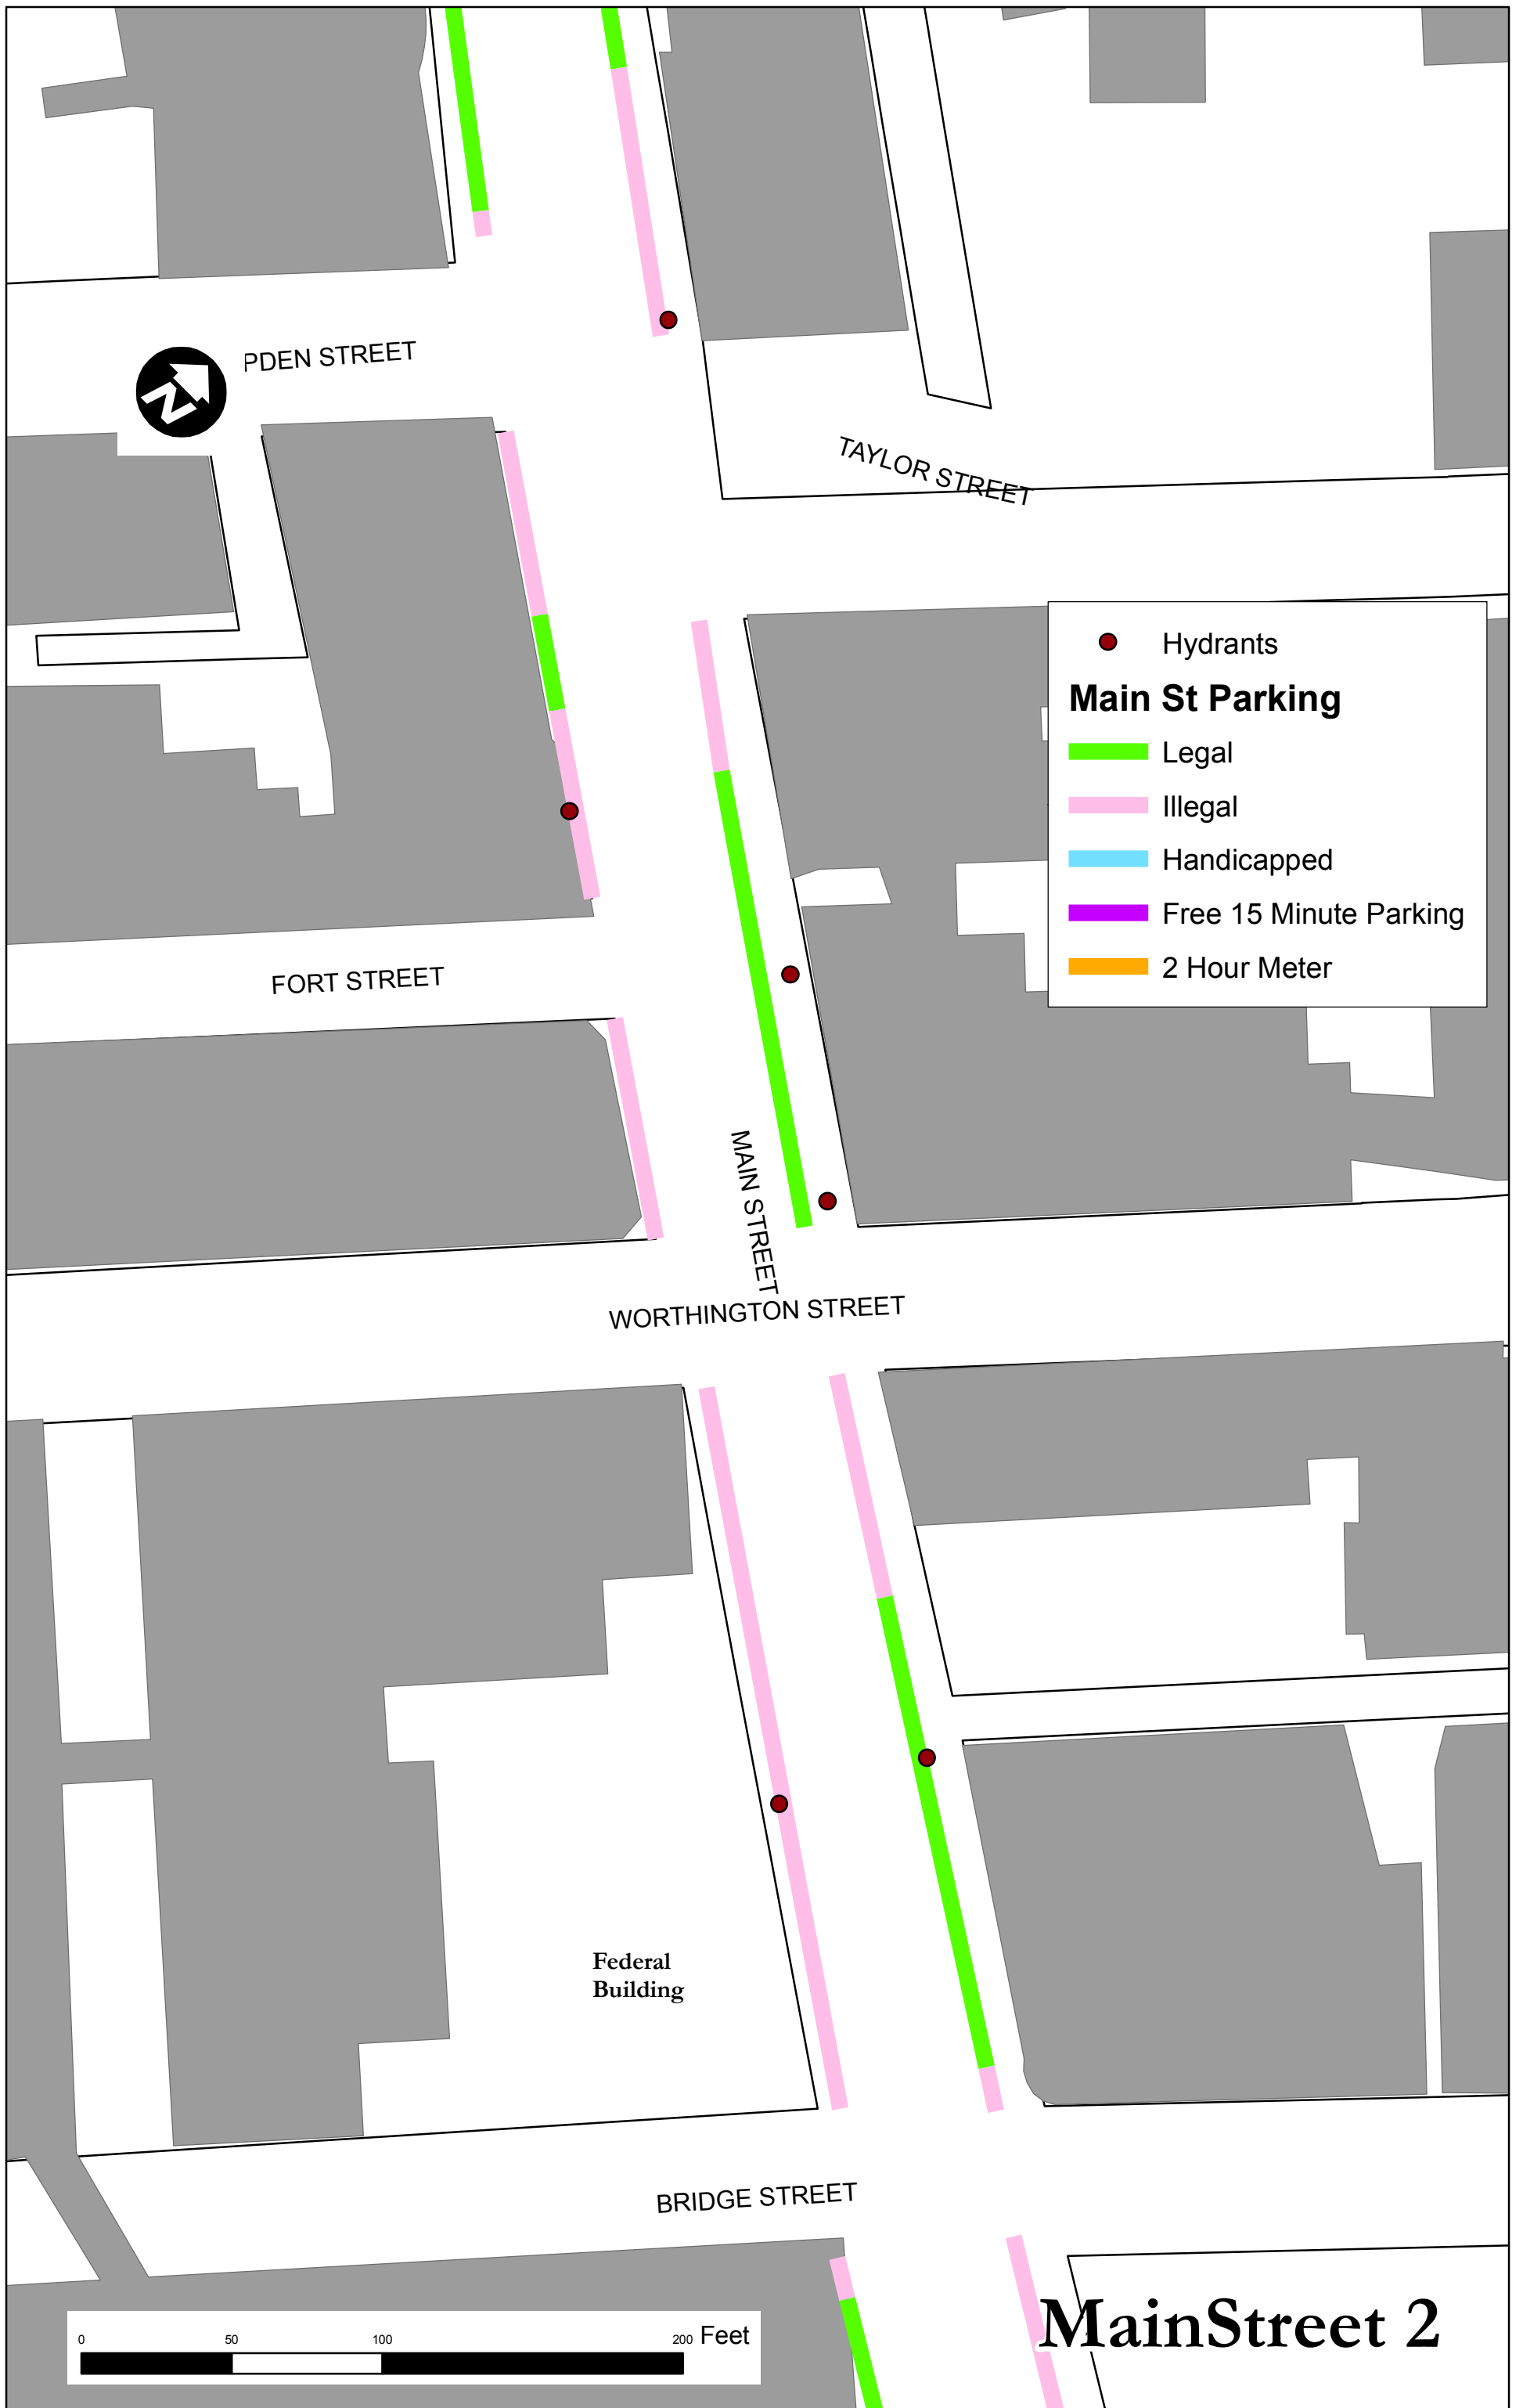 PDEN STREET
N
TAYLOR STREET
Hydrants
Main St Parking
Legal
Illegal
Handicapped
Free 15 Minute Parking
2 Hour Meter
FORT STREET
MAIN STREET
WORTHINGTON STREET
Federal
Building
BRIDGE STREET
MainStreet 2
0 50 100 200 Feet